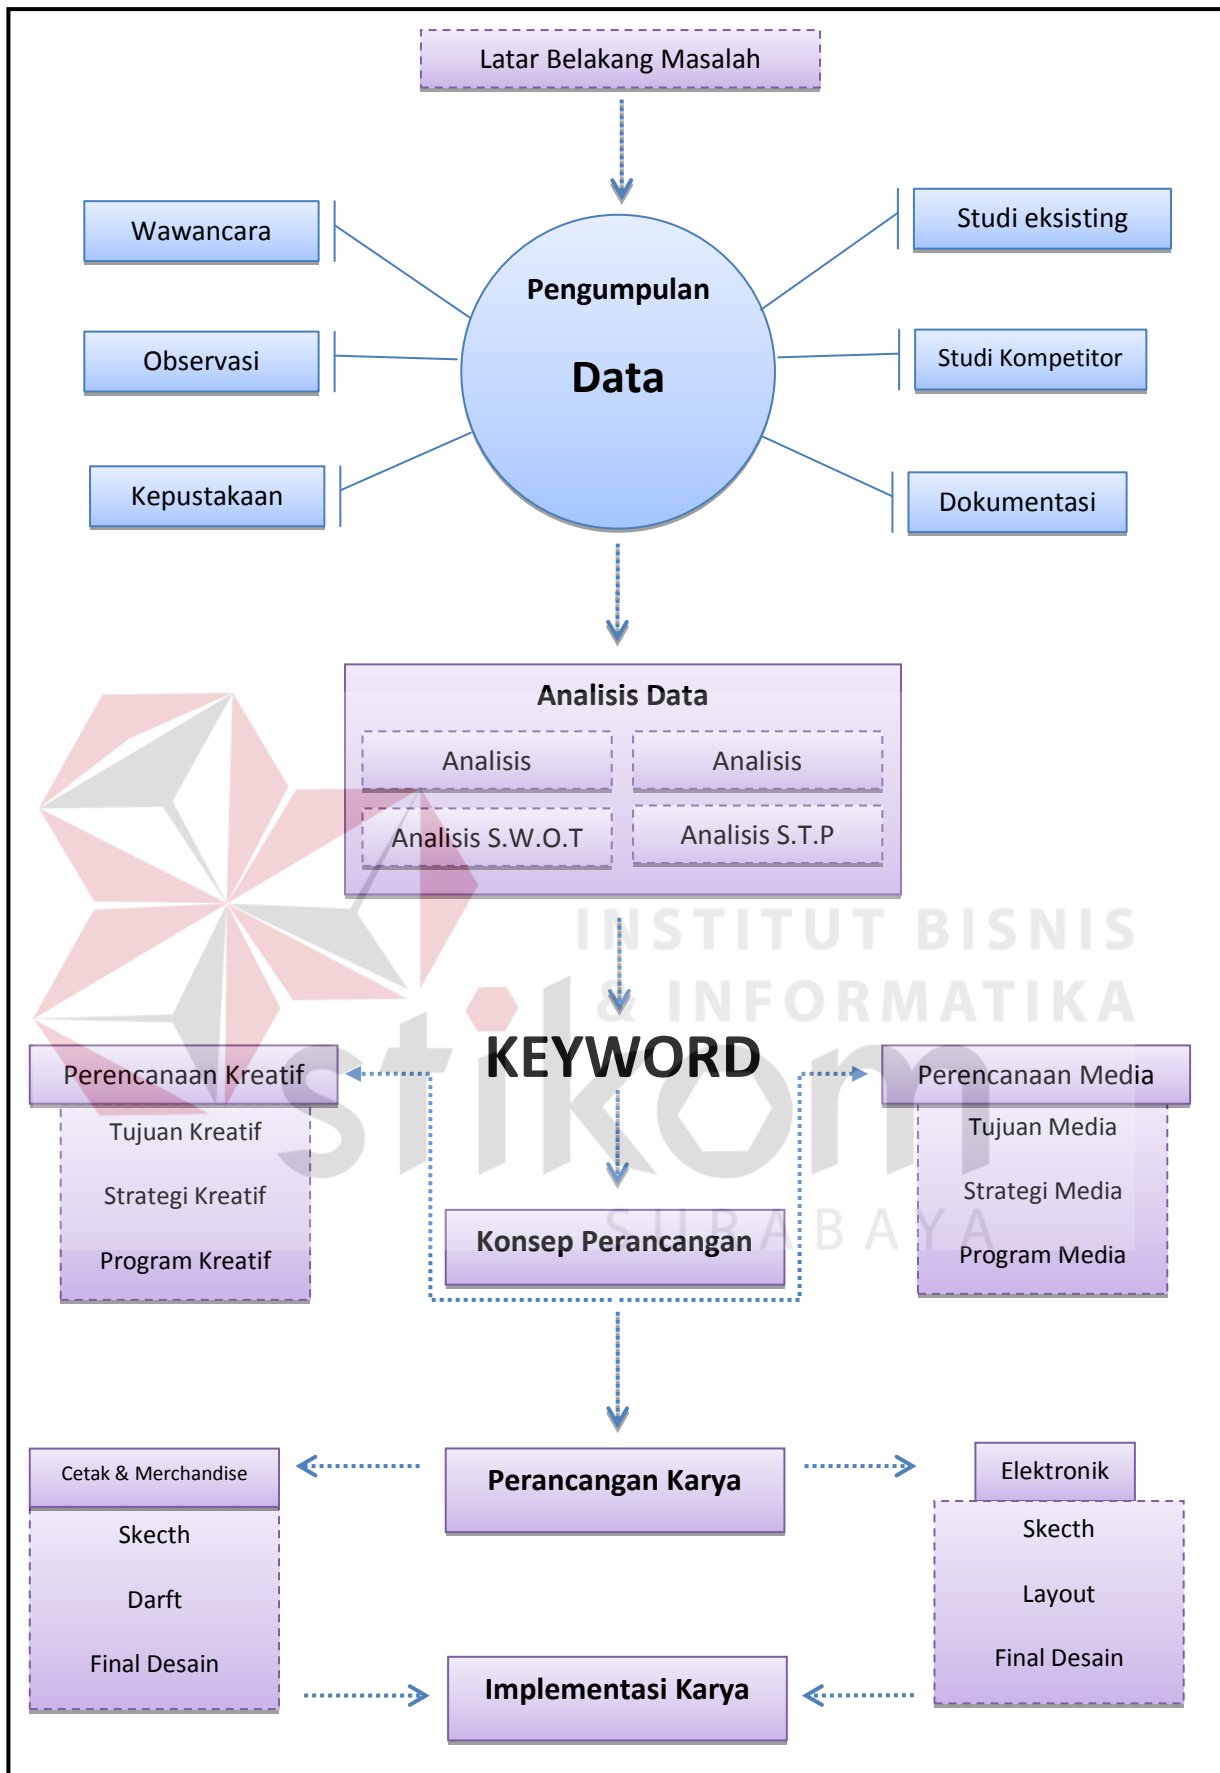 Latar Belakang Masalah
Wawancara
Observasi
Kepustakaan
Pengumpulan
Data
Studi eksisting
Studi Kompetitor
Dokumentasi
Analisis Data
Analisis
Analisis
Analisis S.W.O.T
Analisis S.T.P
INSTITUT BISNIS
& INFORMATIKA
stikom
SURABAYA
KEYWORD
Perencanaan Kreatif
Tujuan Kreatif
Strategi Kreatif
Program Kreatif
Konsep Perancangan
Perencanaan Media
Tujuan Media
Strategi Media
Program Media
Perancangan Karya
Cetak & Merchandise
Skecth
Darft
Final Desain
Elektronik
Skecth
Layout
Final Desain
Implementasi Karya